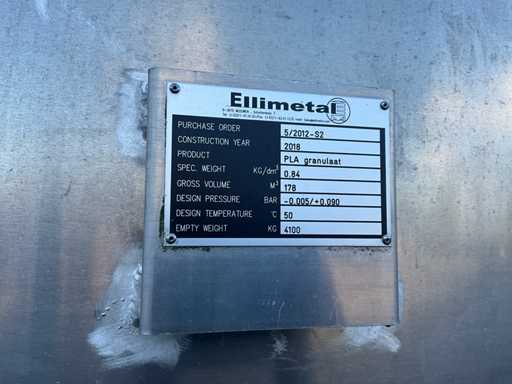 Ellimetal
PURCHASE ORDER 5/2012-S2
CONSTRUCTION YEAR 2018
PRODUCT PLA granulaat
SPEC. WEIGHT KG/dm³ 0.84
GROSS VOLUME M³ 178
DESIGN PRESSURE BAR -0.005/+0.090
DESIGN TEMPERATURE °C 50
EMPTY WEIGHT KG 4100